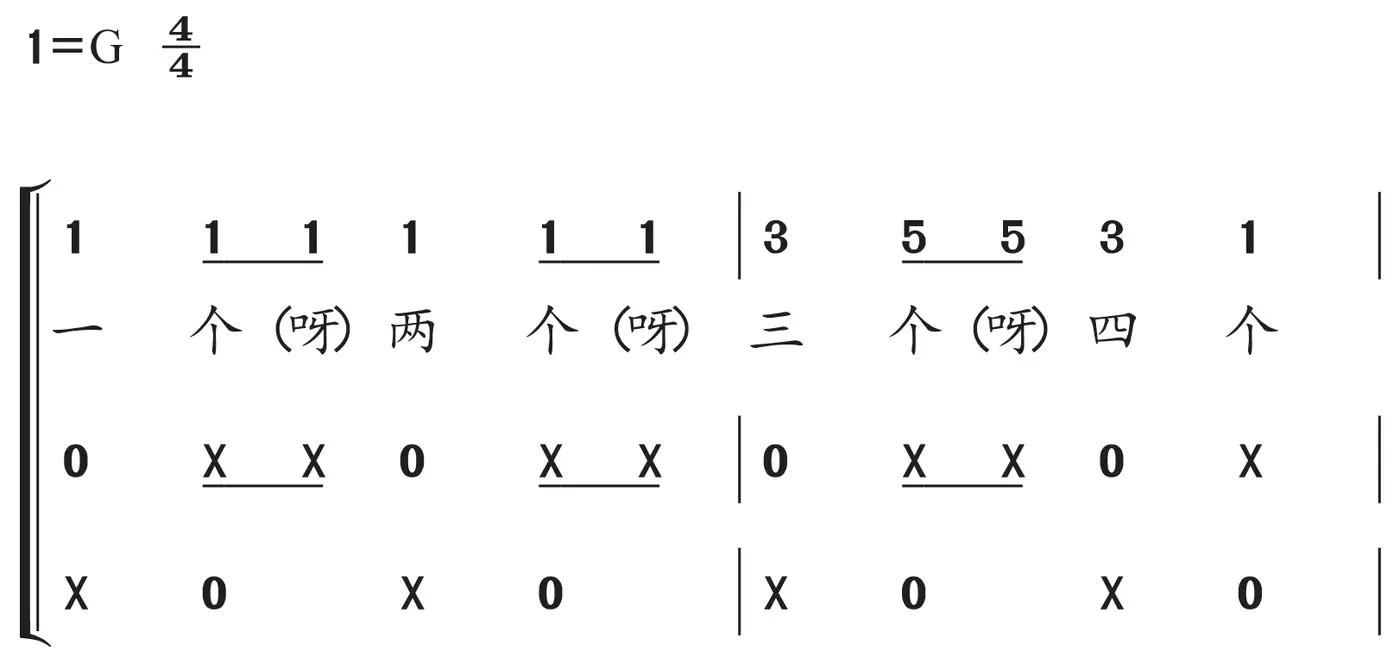 1=G 4/4
1 1 1 1 1 1 | 3 5 5 3 1 |
一 个 (呀) 两 个 (呀) 三 个 (呀) 四 个
0 X X 0 X X | 0 X X 0 X |
X 0 X 0 | X 0 X 0 |